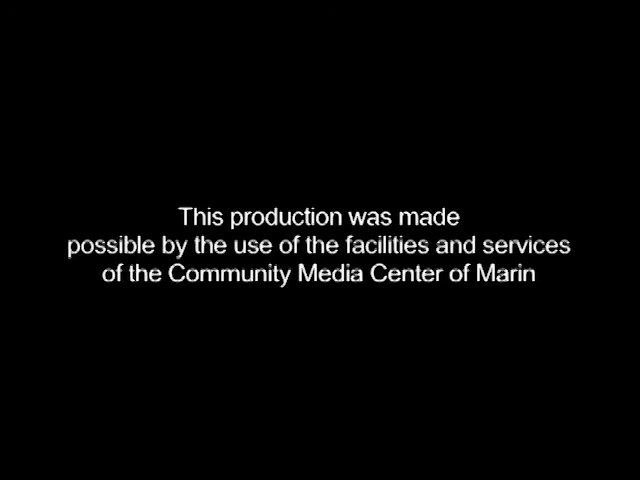 This production was made
possible by the use of the facilities and services
of the Community Media Center of Marin